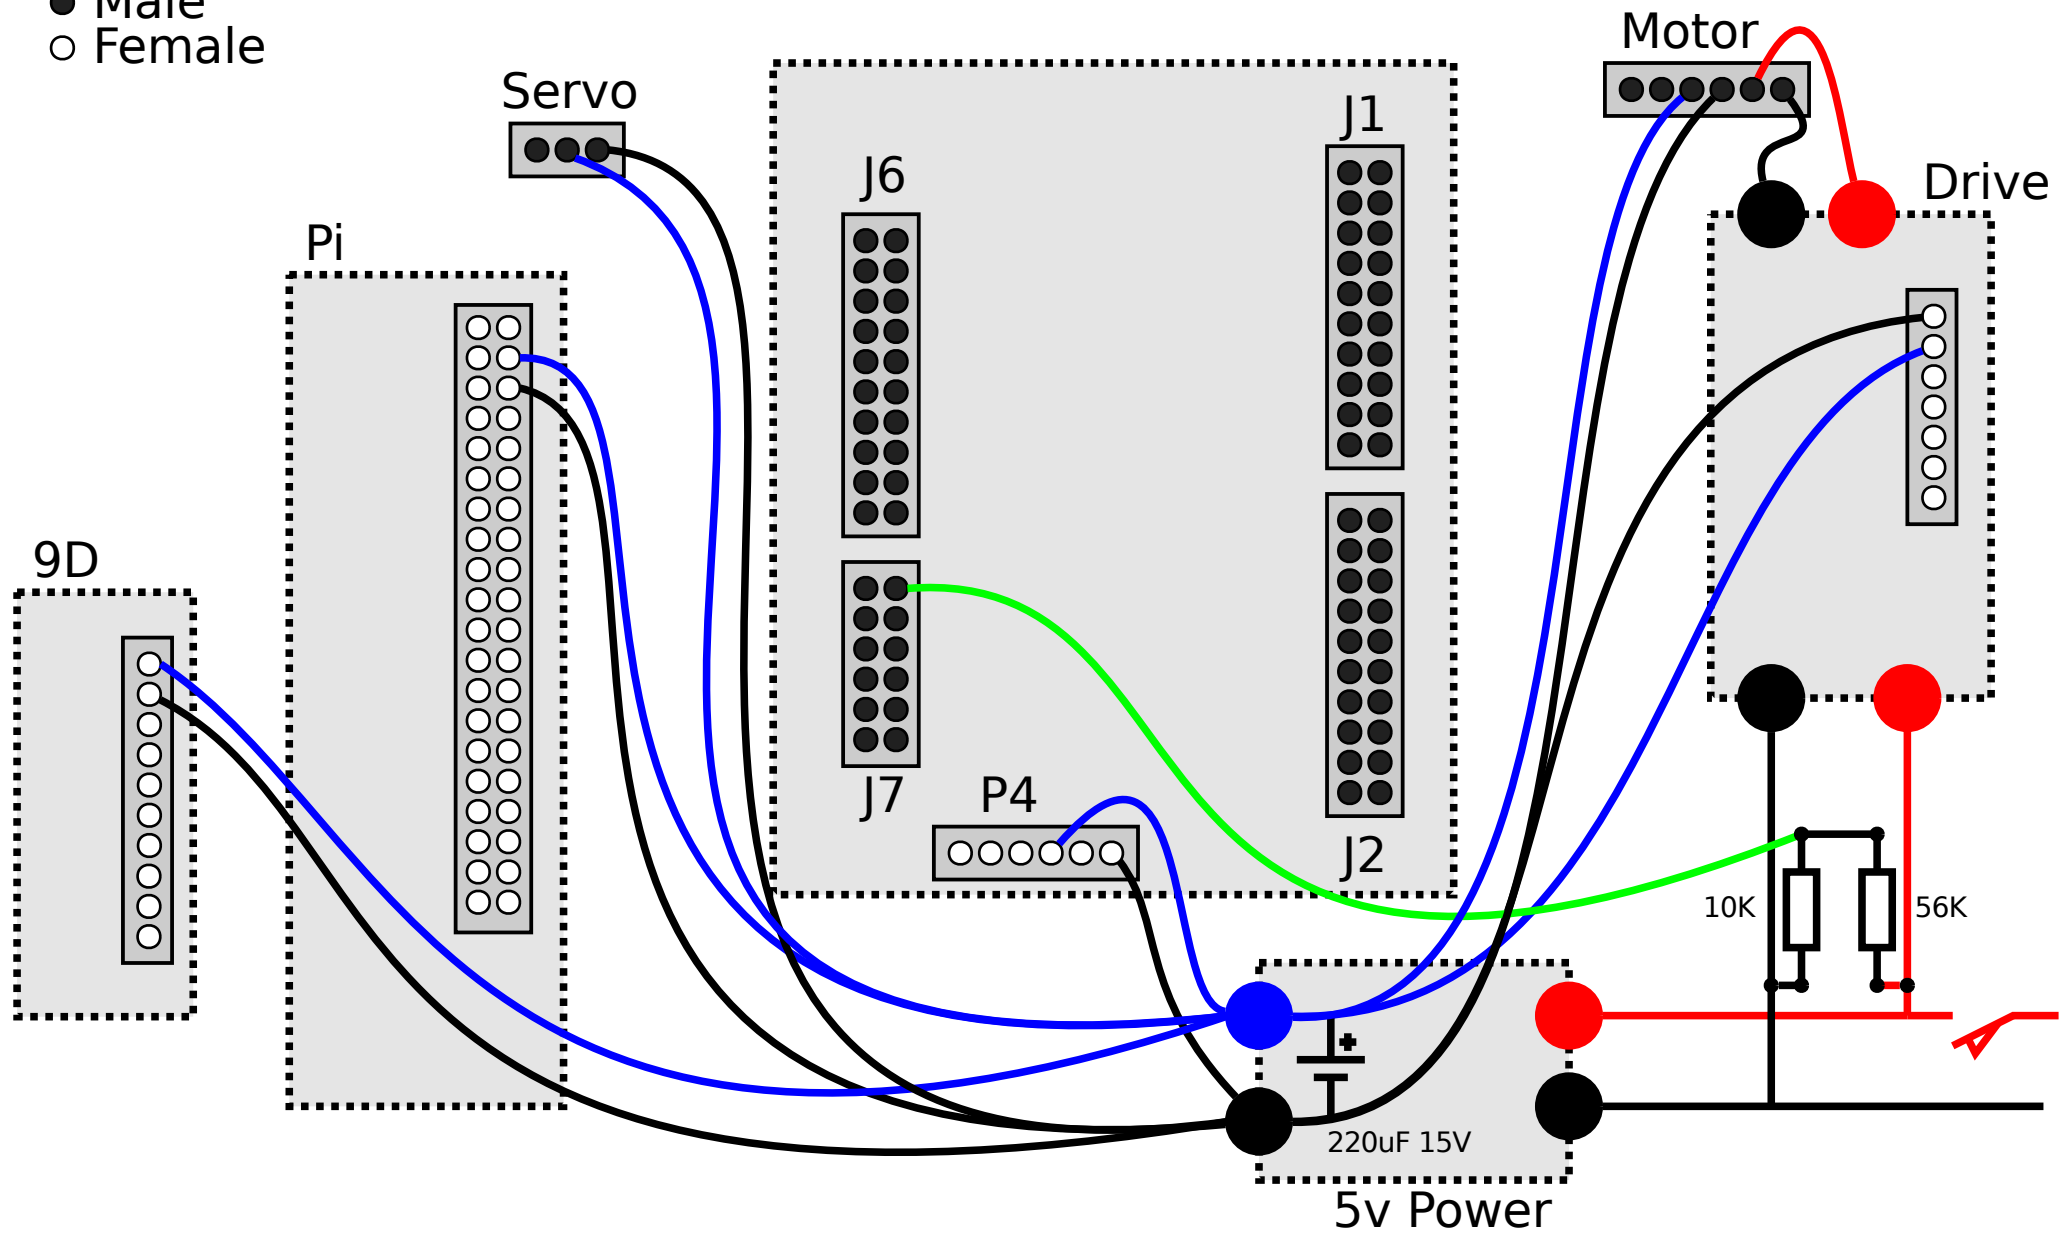 Male
Female
Servo
Motor
J1
J6
Drive
Pi
9D
J7
P4
J2
10K
56K
220uF 15V
5v Power